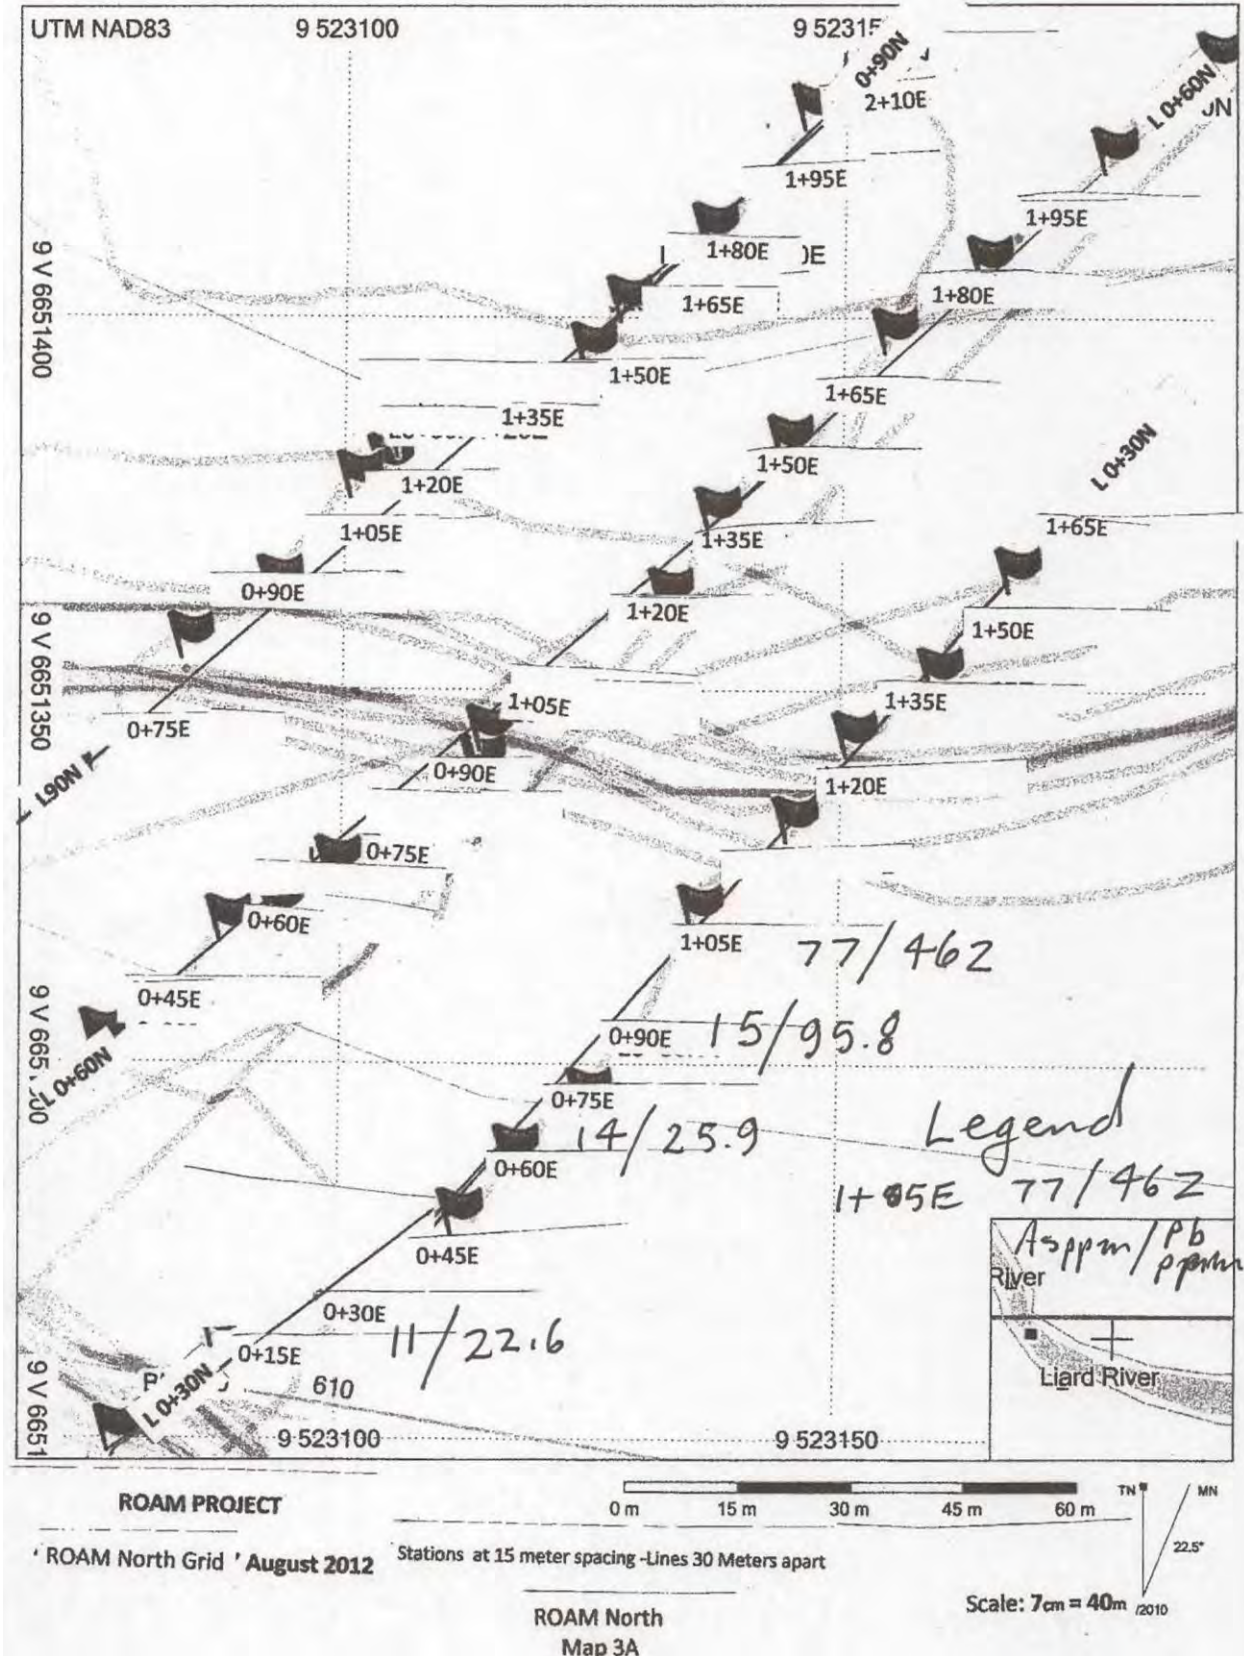 UTM NAD83
9 523100
0+90N
2+10E
L 0+60N
1+95E
1+95E
1+80E
1+80E
1+65E
9 V 6651400
1+50E
1+65E
1+35E
1+50E
L 0+30N
1+20E
1+65E
1+05E
1+35E
0+90E
1+20E
1+50E
9 V 6651350
1+05E
1+35E
0+75E
0+90E
1+20E
L90N
0+75E
0+60E
1+05E 77/462
0+45E
0+90E 15/95.8
L 0+60N
0+75E
14/25.9
0+60E
Legend
1+05E 77/462
Asppm/Pb ppm
0+45E
River
0+30E
11/22.6
0+15E
L 0+30N
610
Liard River
9 V 6651
9 523100
9 523150
ROAM PROJECT
0 m 15 m 30 m 45 m 60 m
TN MN
22.5°
' ROAM North Grid ' August 2012
Stations at 15 meter spacing -Lines 30 Meters apart
Scale: 7cm = 40m /2010
ROAM North
Map 3A